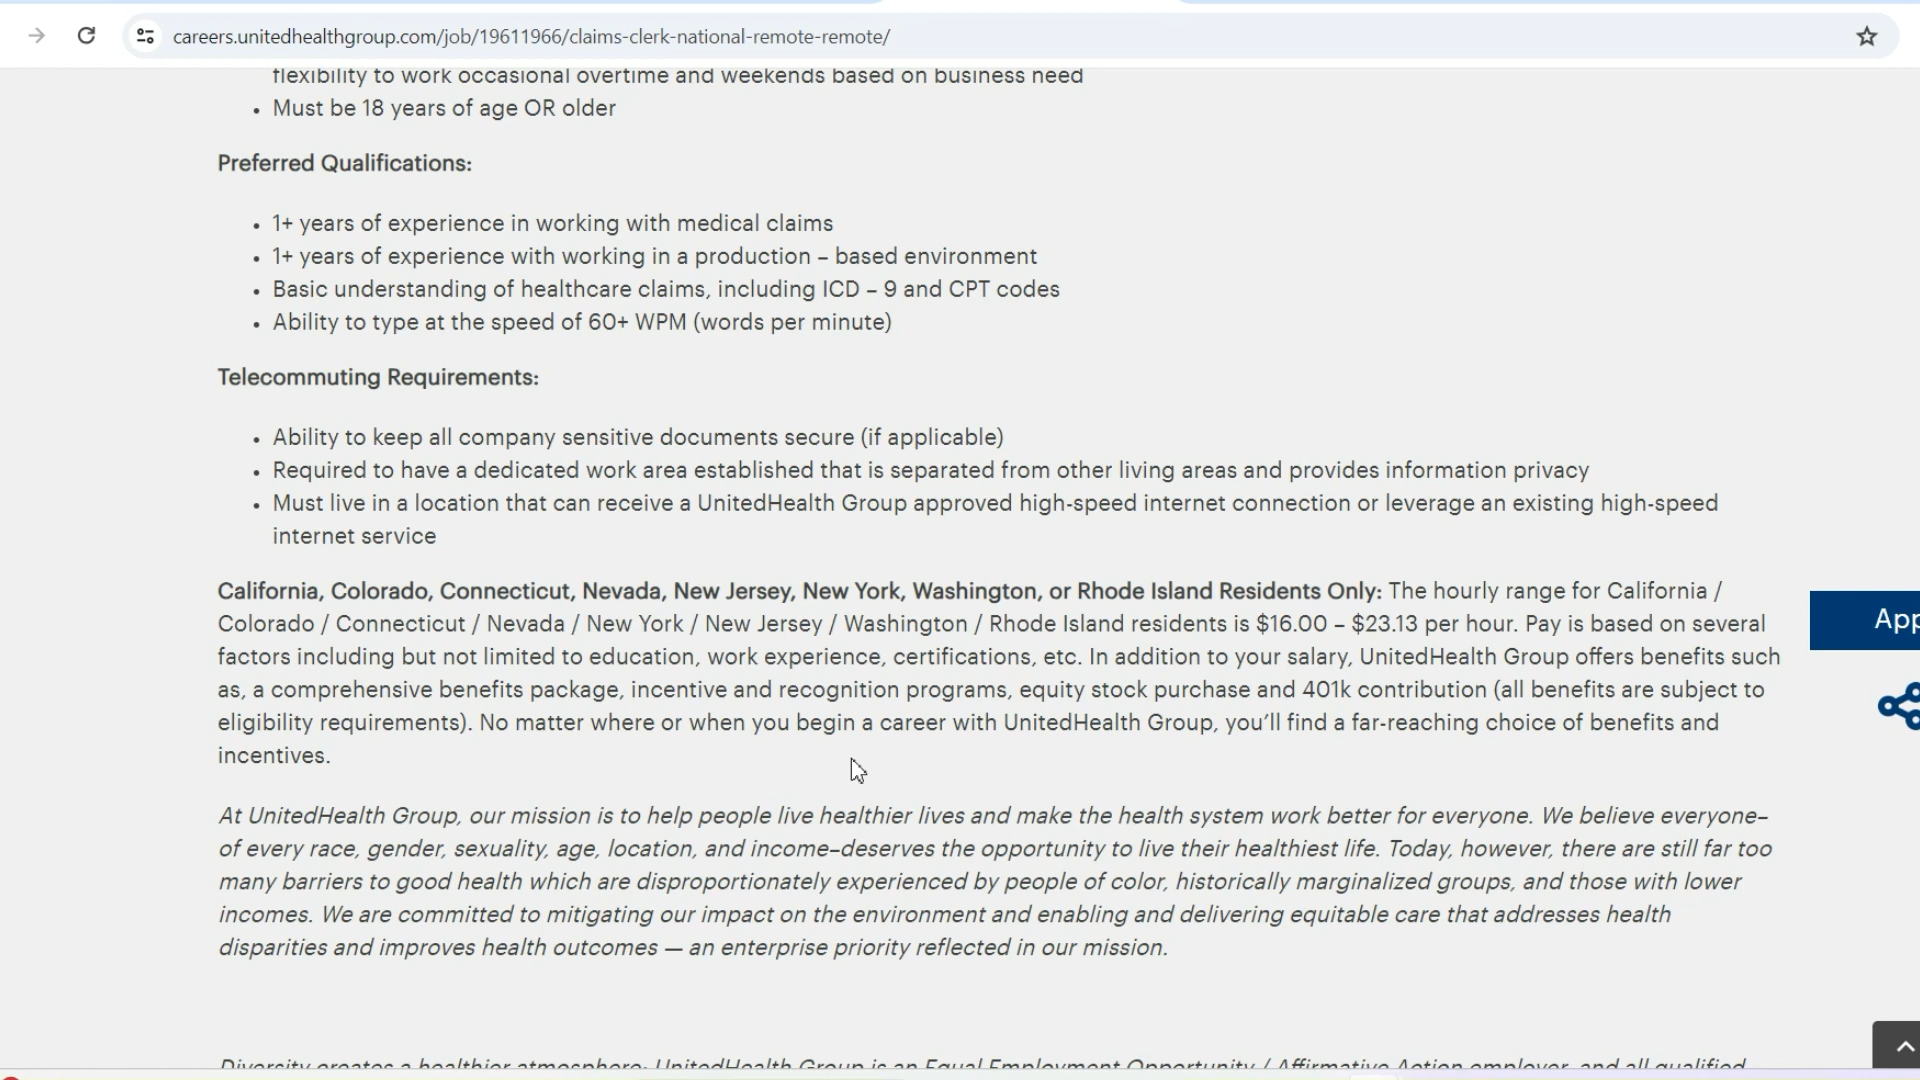 careers.unitedhealthgroup.com/job/19611966/claims-clerk-national-remote-remote/
flexibility to work occasional overtime and weekends based on business need
• Must be 18 years of age OR older
Preferred Qualifications:
• 1+ years of experience in working with medical claims
• 1+ years of experience with working in a production – based environment
• Basic understanding of healthcare claims, including ICD – 9 and CPT codes
• Ability to type at the speed of 60+ WPM (words per minute)
Telecommuting Requirements:
• Ability to keep all company sensitive documents secure (if applicable)
• Required to have a dedicated work area established that is separated from other living areas and provides information privacy
• Must live in a location that can receive a UnitedHealth Group approved high-speed internet connection or leverage an existing high-speed
internet service
California, Colorado, Connecticut, Nevada, New Jersey, New York, Washington, or Rhode Island Residents Only: The hourly range for California /
Colorado / Connecticut / Nevada / New York / New Jersey / Washington / Rhode Island residents is $16.00 – $23.13 per hour. Pay is based on several
factors including but not limited to education, work experience, certifications, etc. In addition to your salary, UnitedHealth Group offers benefits such
as, a comprehensive benefits package, incentive and recognition programs, equity stock purchase and 401k contribution (all benefits are subject to
eligibility requirements). No matter where or when you begin a career with UnitedHealth Group, you’ll find a far-reaching choice of benefits and
incentives.
App
At UnitedHealth Group, our mission is to help people live healthier lives and make the health system work better for everyone. We believe everyone–
of every race, gender, sexuality, age, location, and income–deserves the opportunity to live their healthiest life. Today, however, there are still far too
many barriers to good health which are disproportionately experienced by people of color, historically marginalized groups, and those with lower
incomes. We are committed to mitigating our impact on the environment and enabling and delivering equitable care that addresses health
disparities and improves health outcomes — an enterprise priority reflected in our mission.
Diversity creates a healthier atmosphere: UnitedHealth Group is an Equal Employment Opportunity / Affirmative Action employer, and all qualified